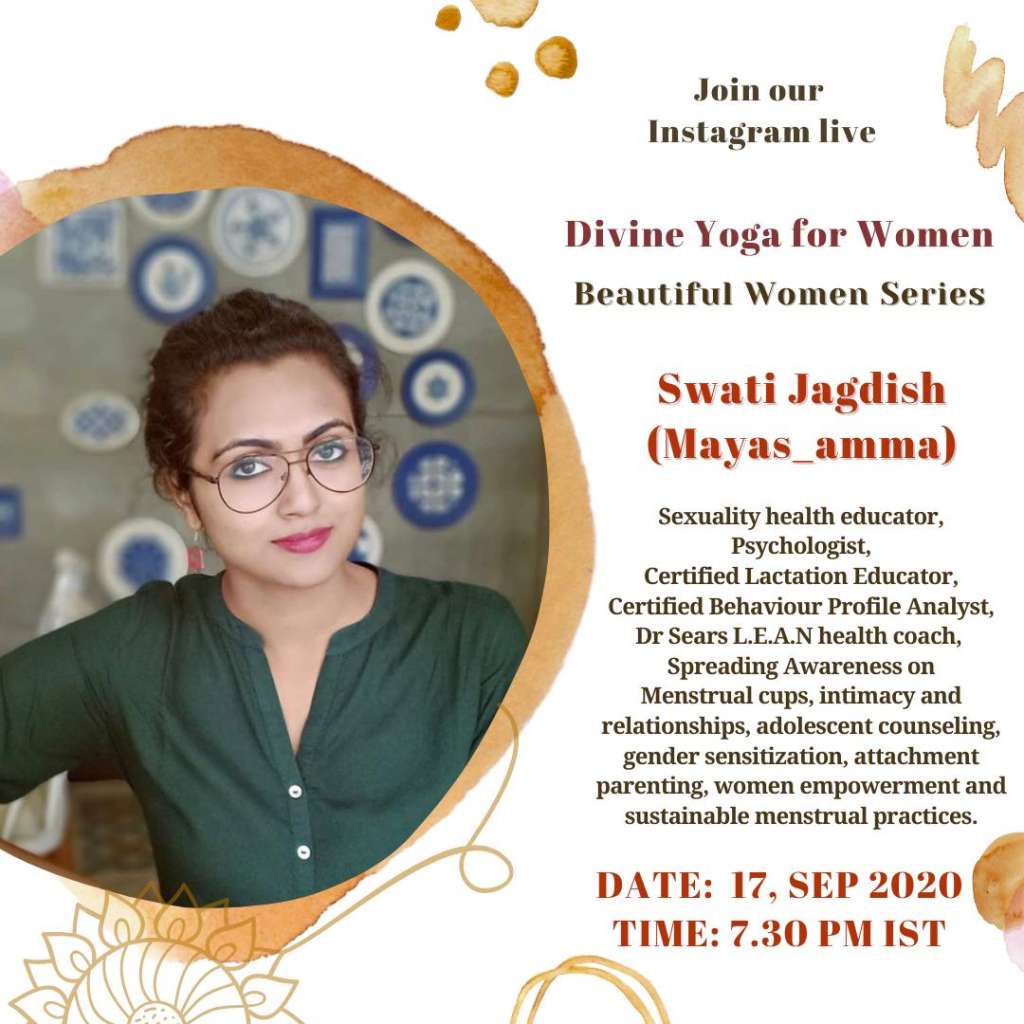 Join our
Instagram live
Divine Yoga for Women
Beautiful Women Series
Swati Jagdish
(Mayas_amma)
Sexuality health educator,
Psychologist,
Certified Lactation Educator,
Certified Behaviour Profile Analyst,
Dr Sears L.E.A.N health coach,
Spreading Awareness on
Menstrual cups, intimacy and
relationships, adolescent counseling,
gender sensitization, attachment
parenting, women empowerment and
sustainable menstrual practices.
DATE: 17, SEP 2020
TIME: 7.30 PM IST